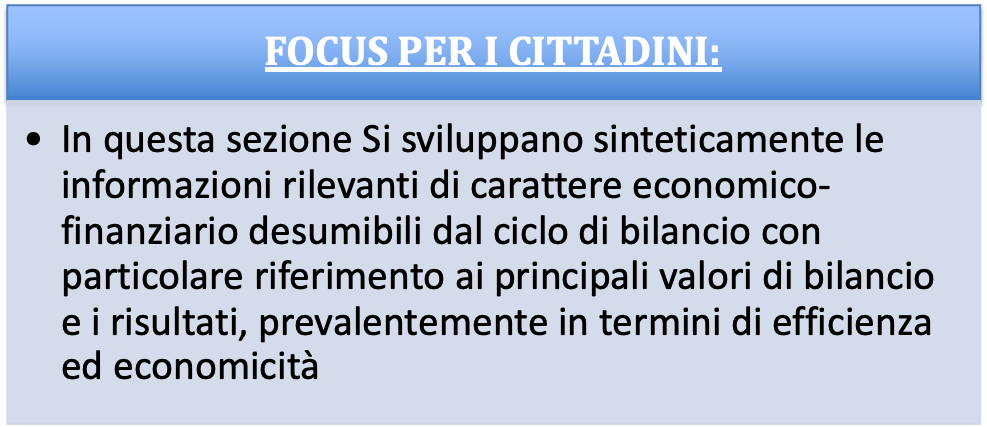 FOCUS PER I CITTADINI:
• In questa sezione Si sviluppano sinteticamente le
informazioni rilevanti di carattere economico-
finanziario desumibili dal ciclo di bilancio con
particolare riferimento ai principali valori di bilancio
e i risultati, prevalentemente in termini di efficienza
ed economicità